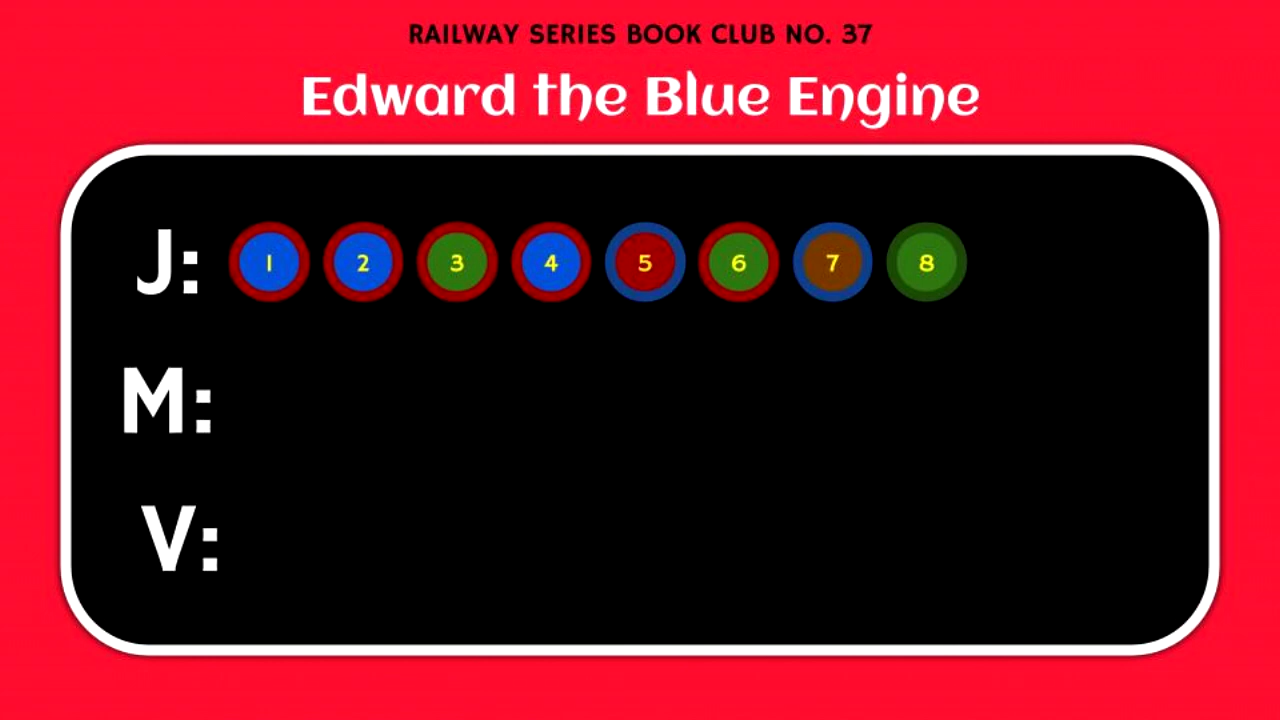 RAILWAY SERIES BOOK CLUB NO. 37
Edward the Blue Engine
J: 1 2 3 4 5 6 7 8
M:
V: